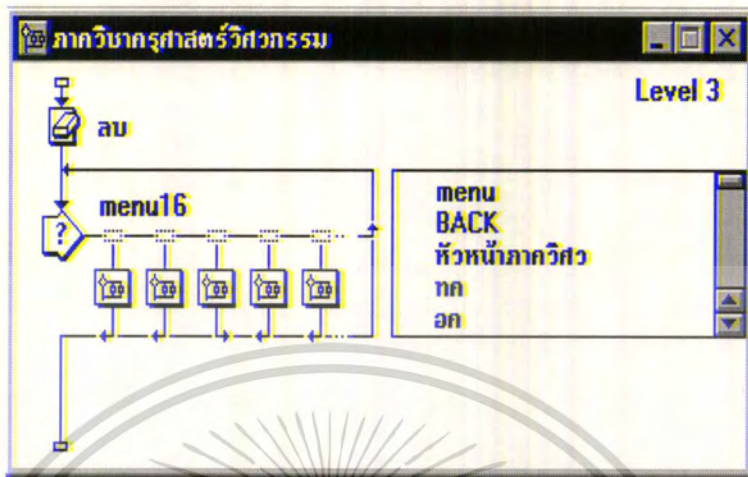 ภาควิชาครุศาสตร์วิศวกรรม
Level 3
ลบ
menu16
?
menu
BACK
หัวหน้าภาควิศว
ทค
อค